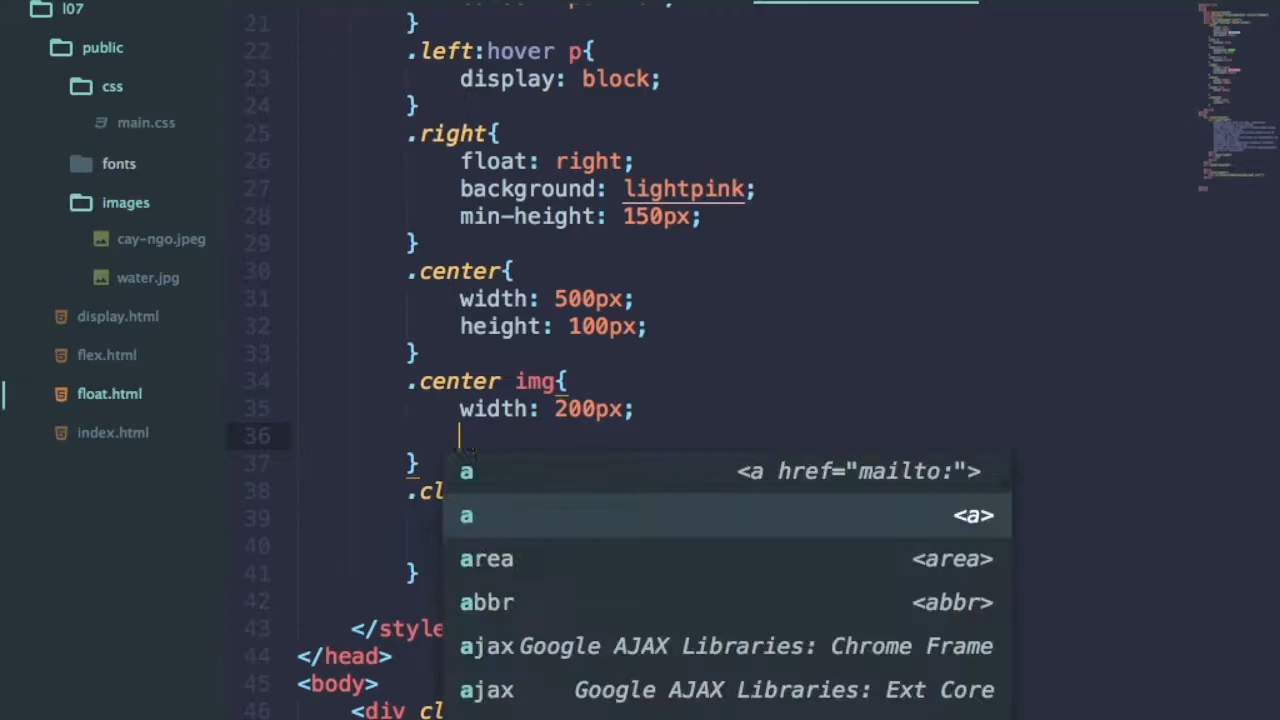 l07
public
css
main.css
fonts
images
cay-ngo.jpeg
water.jpg
display.html
flex.html
float.html
index.html
21 }
22 .left:hover p{
23 display: block;
24 }
25 .right{
26 float: right;
27 background: lightpink;
28 min-height: 150px;
29 }
30 .center{
31 width: 500px;
32 height: 100px;
33 }
34 .center img{
35 width: 200px;
36
37 }
38 .cl
39
40
41 }
42
43 </style
44 </head>
45 <body>
46 <div cl
a <a href="mailto:">
a <a>
area <area>
abbr <abbr>
ajax Google AJAX Libraries: Chrome Frame
ajax Google AJAX Libraries: Ext Core